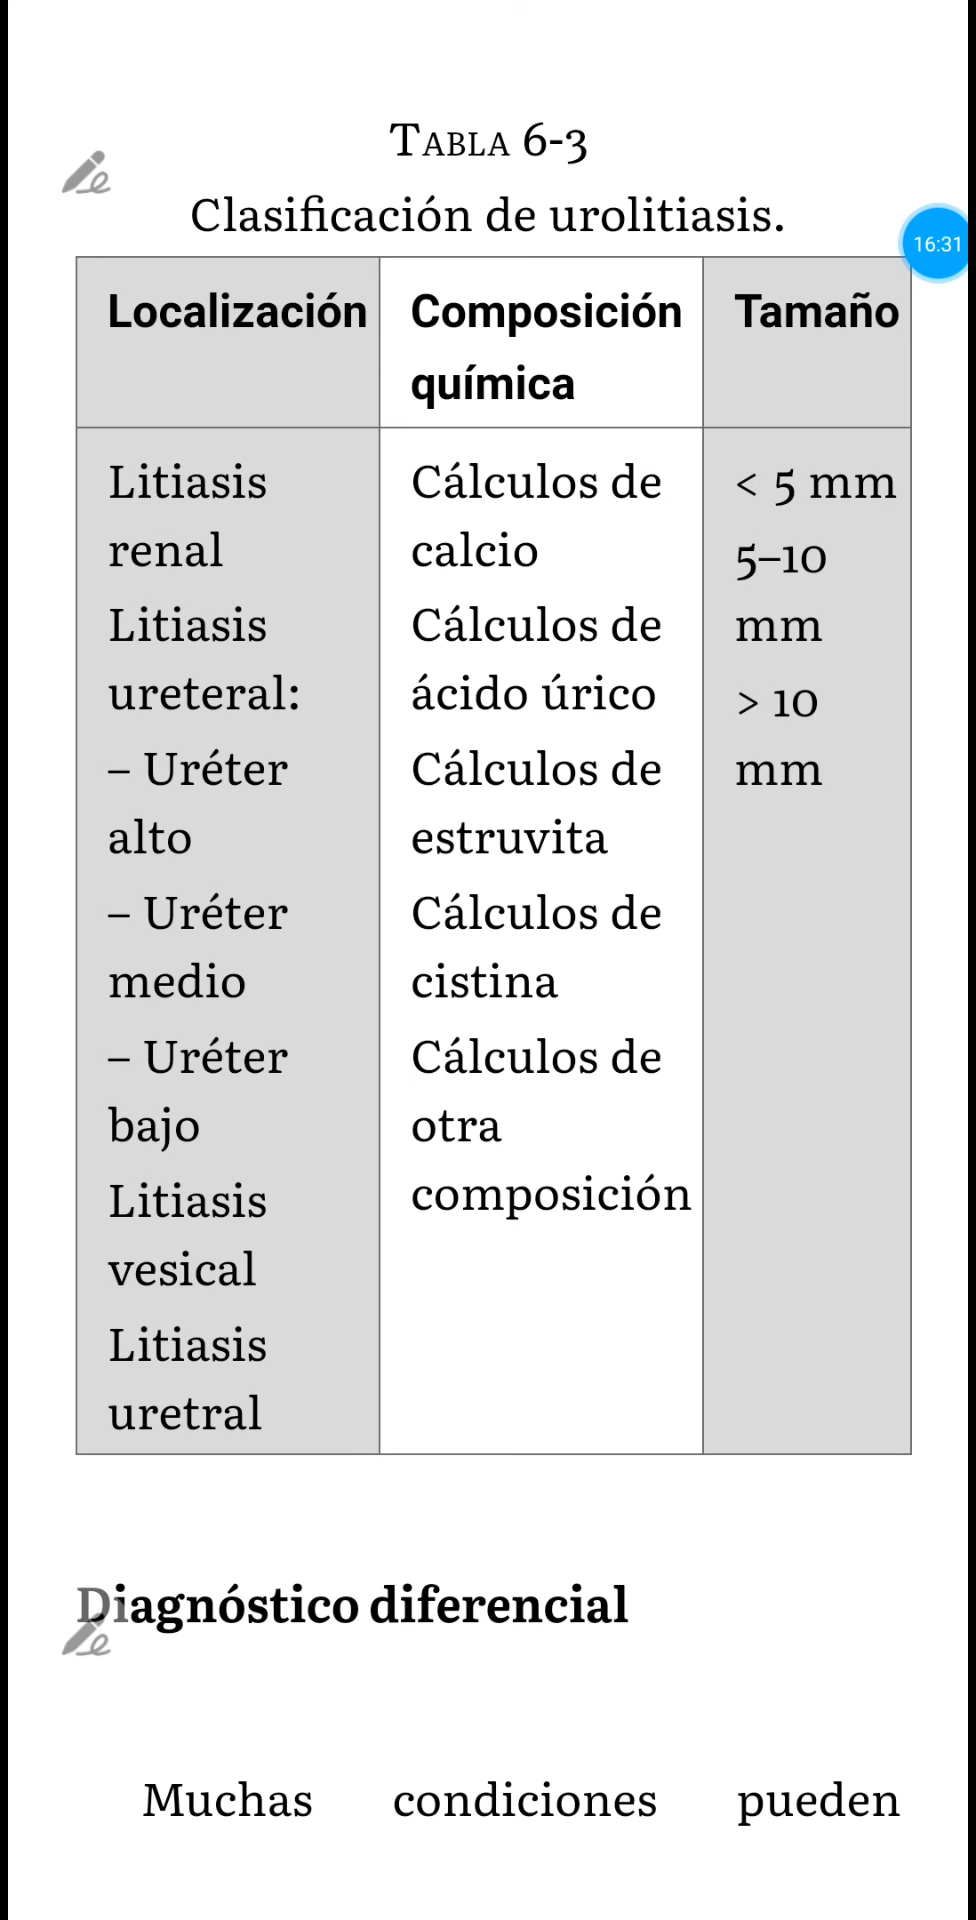 Tabla 6-3
Clasificación de urolitiasis.
16:31
Localización
Composición
química
Tamaño
Litiasis
renal
Litiasis
ureteral:
– Uréter
alto
– Uréter
medio
– Uréter
bajo
Litiasis
vesical
Litiasis
uretral
Cálculos de
calcio
Cálculos de
ácido úrico
Cálculos de
estruvita
Cálculos de
cistina
Cálculos de
otra
composición
< 5 mm
5–10
mm
> 10
mm
Diagnóstico diferencial
Muchas condiciones pueden